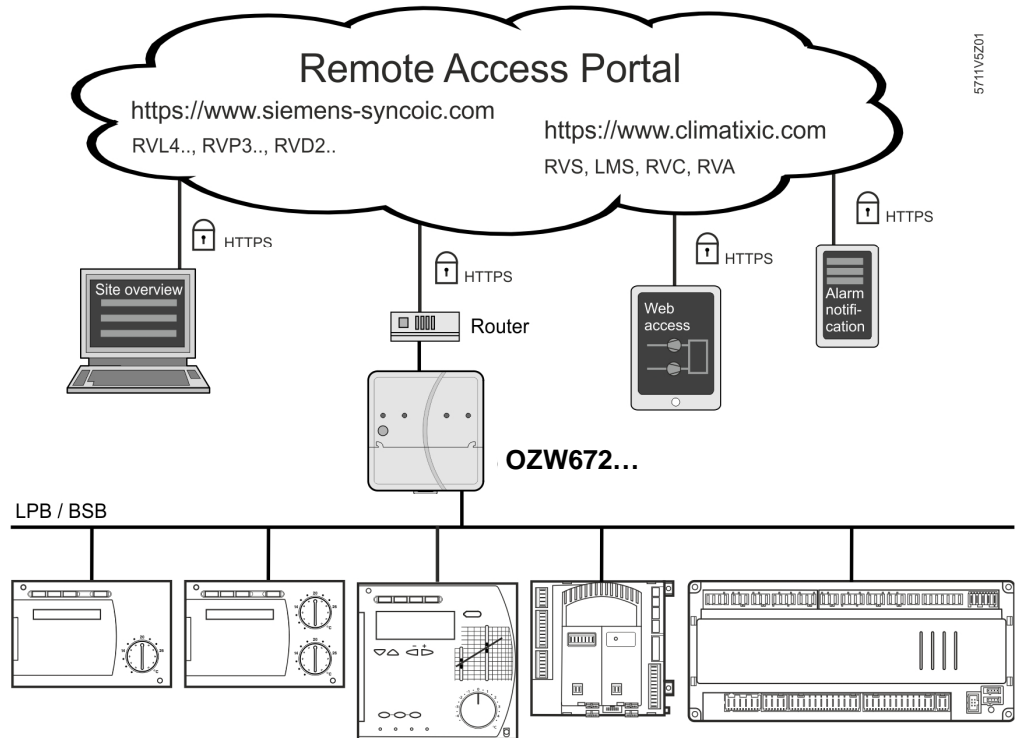 Remote Access Portal
https://www.siemens-syncoic.com
RVL4.., RVP3.., RVD2..
https://www.climatixic.com
RVS, LMS, RVC, RVA
5711V5Z01
HTTPS
HTTPS
HTTPS
HTTPS
Site overview
Router
Web
access
Alarm
notifi-
cation
OZW672...
LPB / BSB